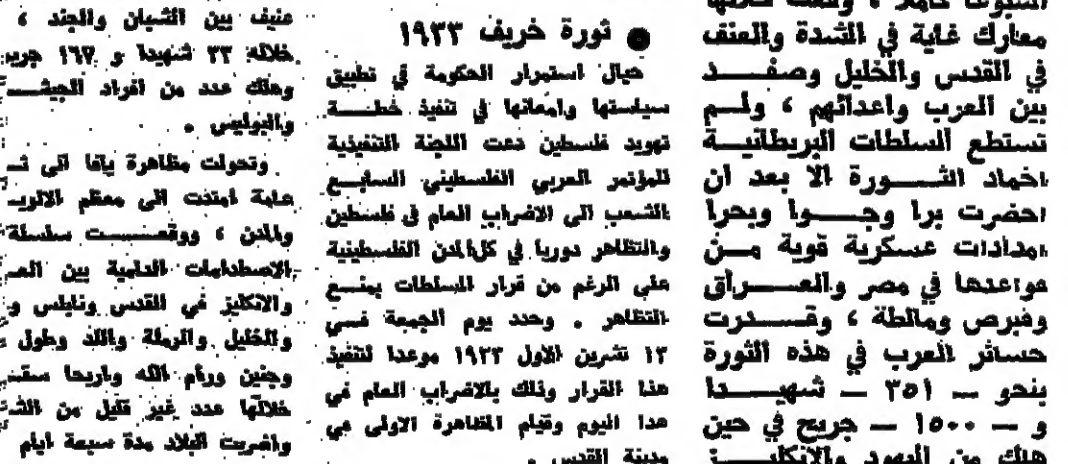 معارك غاية في الشدة والعنف
في القدس والخليل وصفد
بين العرب واعدائهم ، ولم
تستطع السلطات البريطانية
اخماد الثورة الا بعد ان
احضرت برا وجوا وبحرا
امدادات عسكرية قوية من
قواعدها في مصر والعراق
وقبرص ومالطة ، وقدرت
خسائر العرب في هذه الثورة
بنحو — ٣٥١ — شهيدا
و — ١٥٠٠ — جريح في حين
هلك من اليهود والانكليز
● ثورة خريف ١٩٣٣
حيال استمرار الحكومة في تطبيق
سياستها وامعانها في تنفيذ خطة
تهويد فلسطين دعت اللجنة التنفيذية
للمؤتمر العربي الفلسطيني السابع
الشعب الى الاضراب العام في فلسطين
والتظاهر دوريا في كل المدن الفلسطينية
على الرغم من قرار السلطات بمنع
التظاهر . وحدد يوم الجمعة في
١٣ تشرين الاول ١٩٣٣ موعدا لتنفيذ
هذا القرار وذلك بالاضراب العام في
هذا اليوم وقيام المظاهرة الاولى في
مدينة القدس .
عنيف بين الشبان والجند ،
خلاله ٣٣ شهيدا و ١٦٧
وهلك عدد من افراد الجيش
والبوليس .
وتحولت مظاهرة يافا الى
عامة امتدت الى معظم
والمدن ، ووقعت سلسلة
الاصطدامات الدامية بين
والانكليز في القدس ونابلس و
والخليل والرملة واللد وطول
وجنين ورام الله واريحا
خلالها عدد غير قليل من
واضربت البلاد مدة سبعة ايام